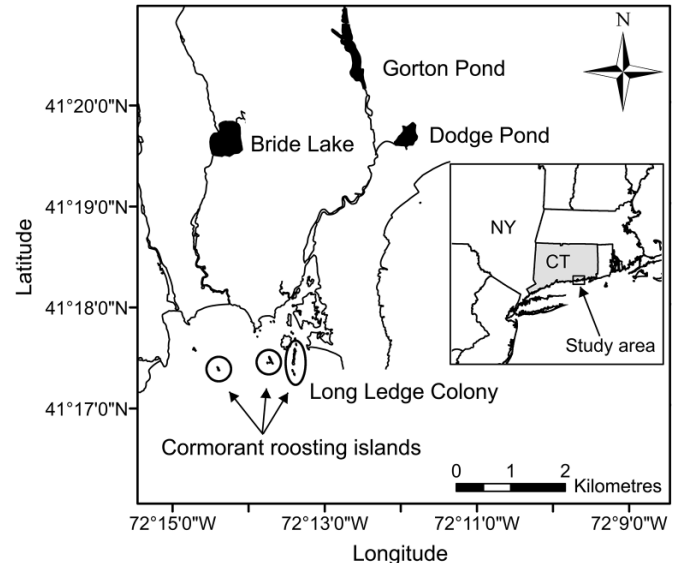 N
Gorton Pond
41°20'0"N
Bride Lake
Dodge Pond
41°19'0"N
NY
CT
Latitude
41°18'0"N
Study area
Long Ledge Colony
41°17'0"N
Cormorant roosting islands
0 1 2
Kilometres
72°15'0"W 72°13'0"W 72°11'0"W 72°9'0"W
Longitude